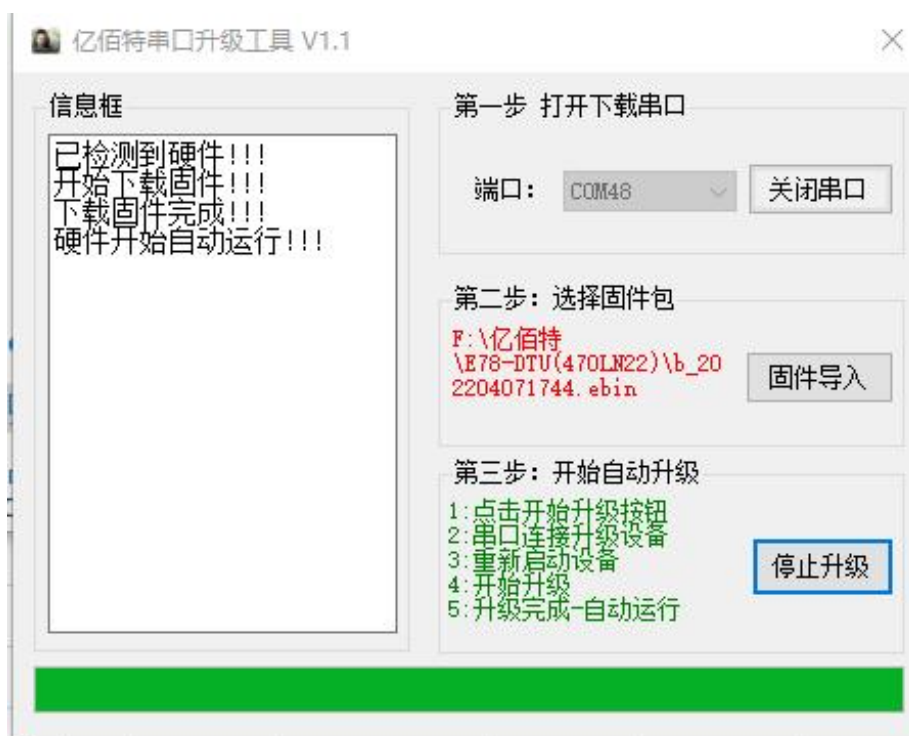 亿佰特串口升级工具 V1.1
信息框
已检测到硬件!!!
开始下载固件!!!
下载固件完成!!!
硬件开始自动运行!!!
第一步 打开下载串口
端口： COM48 关闭串口
第二步：选择固件包
F:\亿佰特
\E78-DTU(470LN22)\b_20
2204071744.ebin
固件导入
第三步：开始自动升级
1:点击开始升级按钮
2:串口连接升级设备
3:重新启动设备
4:开始升级
5:升级完成-自动运行
停止升级